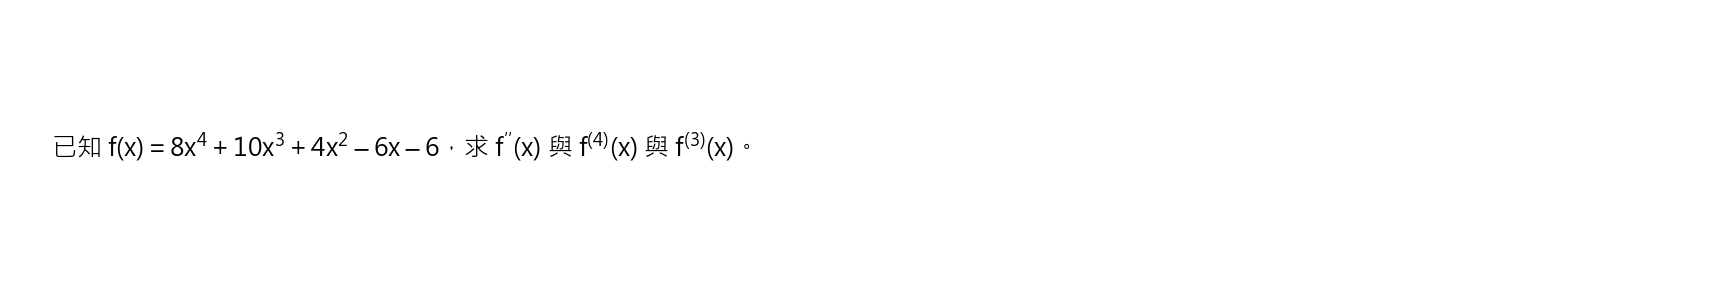 已知 f(x) = 8x⁴ + 10x³ + 4x² – 6x – 6，求 f′′(x) 與 f⁽⁴⁾(x) 與 f⁽³⁾(x)。